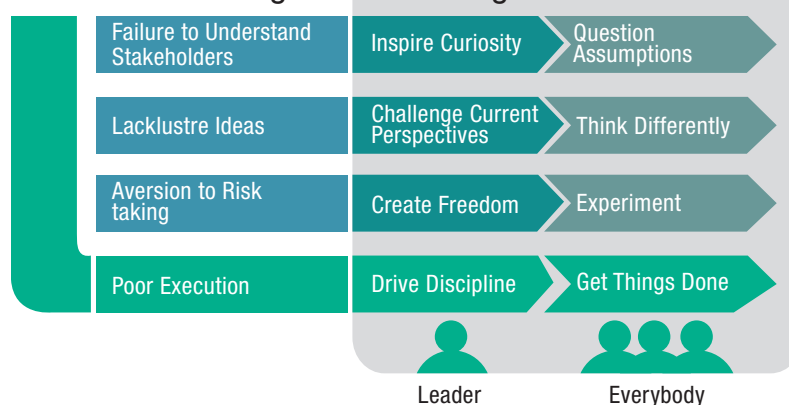 Failure to Understand
Stakeholders
Inspire Curiosity
Question
Assumptions
Lacklustre Ideas
Challenge Current
Perspectives
Think Differently
Aversion to Risk
taking
Create Freedom
Experiment
Poor Execution
Drive Discipline
Get Things Done
Leader
Everybody